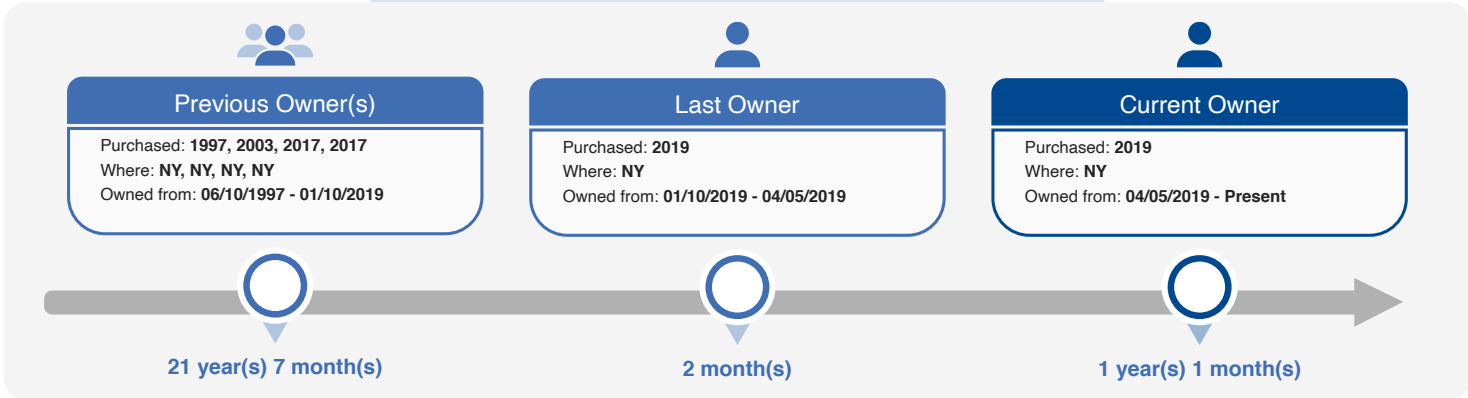 Previous Owner(s)
Purchased: 1997, 2003, 2017, 2017
Where: NY, NY, NY, NY
Owned from: 06/10/1997 - 01/10/2019
21 year(s) 7 month(s)
Last Owner
Purchased: 2019
Where: NY
Owned from: 01/10/2019 - 04/05/2019
2 month(s)
Current Owner
Purchased: 2019
Where: NY
Owned from: 04/05/2019 - Present
1 year(s) 1 month(s)